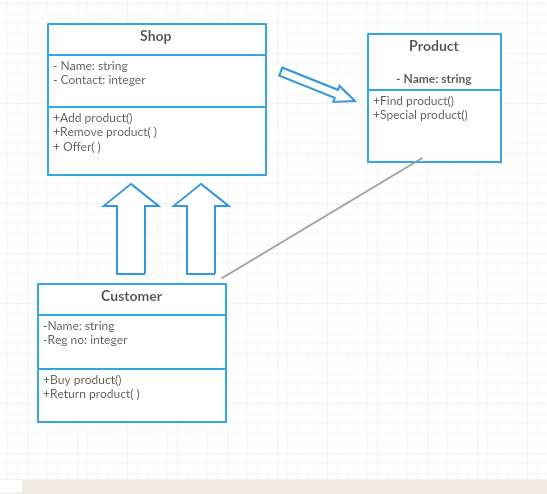 Shop
- Name: string
- Contact: integer
+Add product()
+Remove product( )
+ Offer( )
Product
- Name: string
+Find product()
+Special product()
Customer
-Name: string
-Reg no: integer
+Buy product()
+Return product( )